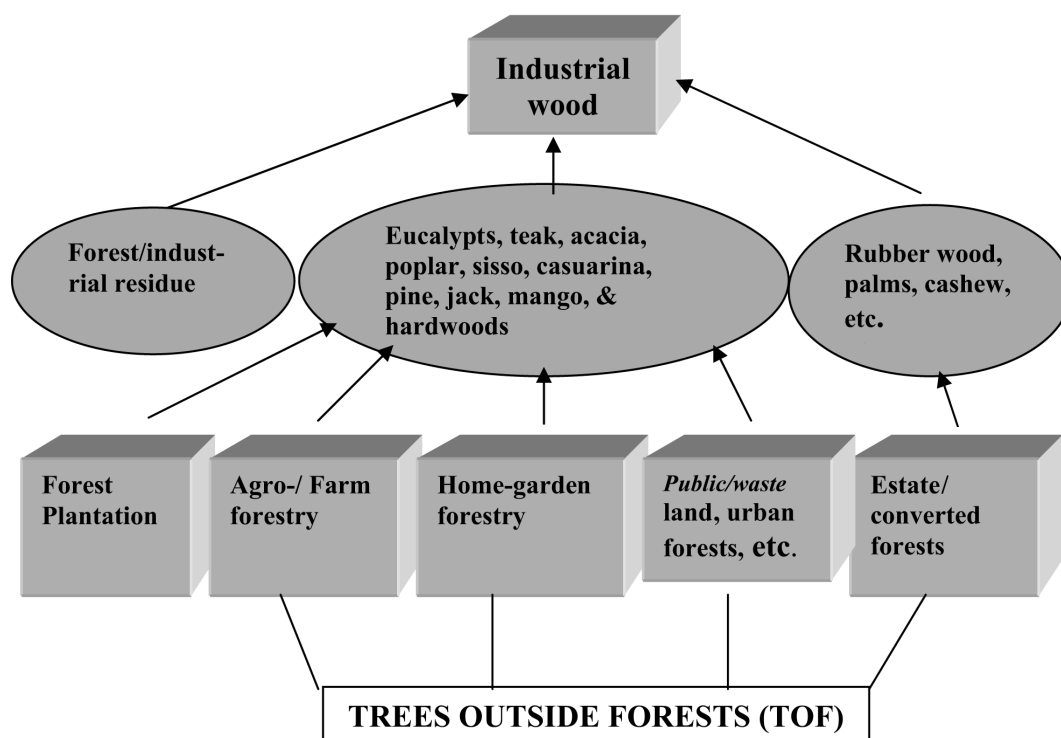 Industrial
wood
Forest/indust-
rial residue
Eucalypts, teak, acacia,
poplar, sisso, casuarina,
pine, jack, mango, &
hardwoods
Rubber wood,
palms, cashew,
etc.
Forest
Plantation
Agro-/ Farm
forestry
Home-garden
forestry
Public/waste
land, urban
forests, etc.
Estate/
converted
forests
TREES OUTSIDE FORESTS (TOF)